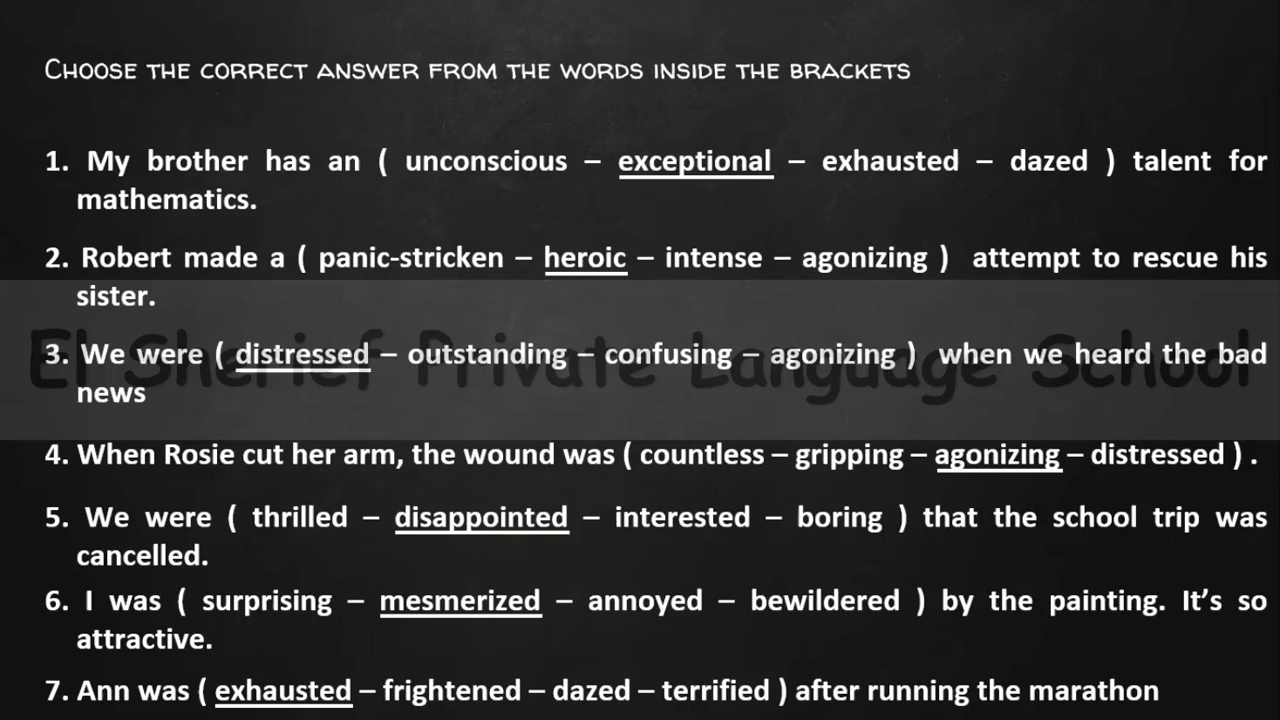 CHOOSE THE CORRECT ANSWER FROM THE WORDS INSIDE THE BRACKETS
1. My brother has an ( unconscious – exceptional – exhausted – dazed ) talent for
mathematics.
2. Robert made a ( panic-stricken – heroic – intense – agonizing ) attempt to rescue his
sister.
El Sherief Private Language School
3. We were ( distressed – outstanding – confusing – agonizing ) when we heard the bad
news
4. When Rosie cut her arm, the wound was ( countless – gripping – agonizing – distressed ) .
5. We were ( thrilled – disappointed – interested – boring ) that the school trip was
cancelled.
6. I was ( surprising – mesmerized – annoyed – bewildered ) by the painting. It’s so
attractive.
7. Ann was ( exhausted – frightened – dazed – terrified ) after running the marathon